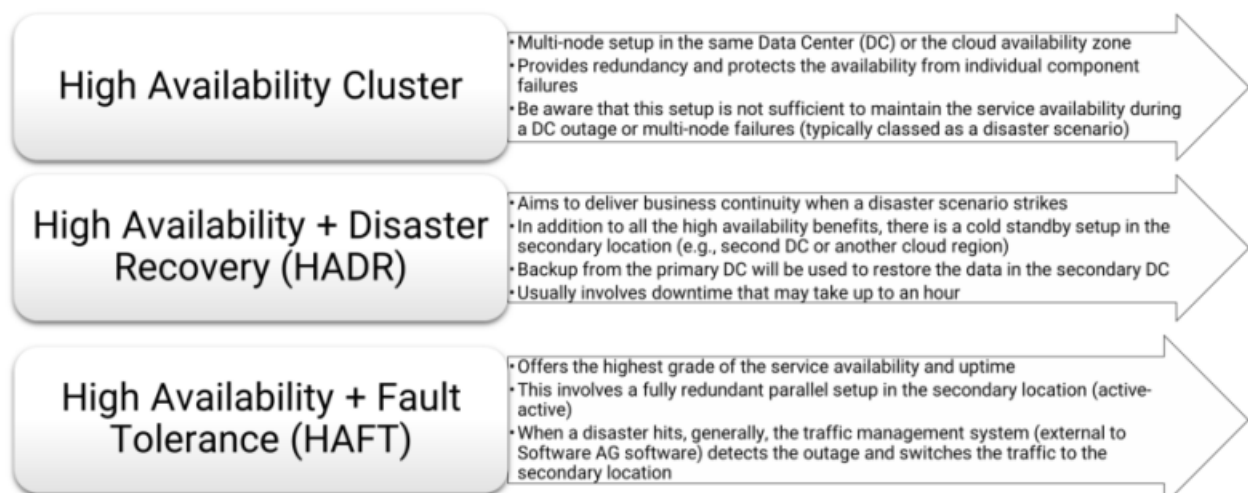 High Availability Cluster
• Multi-node setup in the same Data Center (DC) or the cloud availability zone
• Provides redundancy and protects the availability from individual component
failures
• Be aware that this setup is not sufficient to maintain the service availability during
a DC outage or multi-node failures (typically classed as a disaster scenario)
High Availability + Disaster
Recovery (HADR)
• Aims to deliver business continuity when a disaster scenario strikes
• In addition to all the high availability benefits, there is a cold standby setup in the
secondary location (e.g., second DC or another cloud region)
• Backup from the primary DC will be used to restore the data in the secondary DC
• Usually involves downtime that may take up to an hour
High Availability + Fault
Tolerance (HAFT)
• Offers the highest grade of the service availability and uptime
• This involves a fully redundant parallel setup in the secondary location (active-
active)
• When a disaster hits, generally, the traffic management system (external to
Software AG software) detects the outage and switches the traffic to the
secondary location